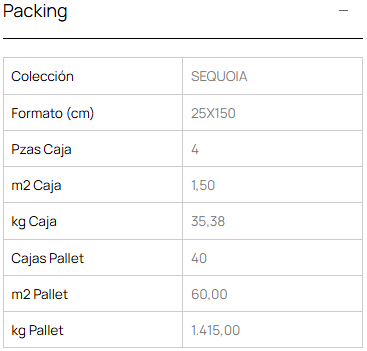 Packing
Colección SEQUOIA
Formato (cm) 25X150
Pzas Caja 4
m2 Caja 1,50
kg Caja 35,38
Cajas Pallet 40
m2 Pallet 60,00
kg Pallet 1.415,00